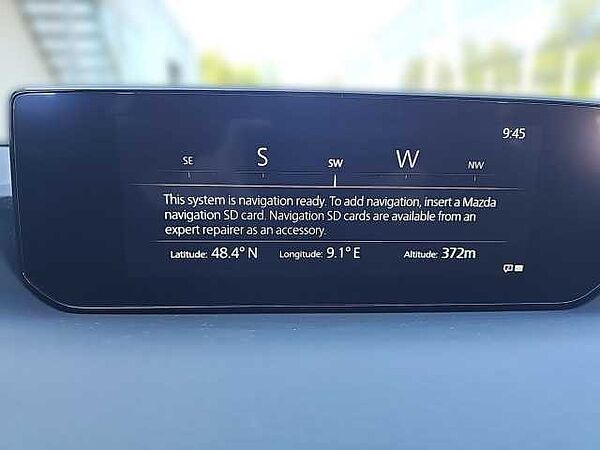 9:45
SE S SW W NW
This system is navigation ready. To add navigation, insert a Mazda
navigation SD card. Navigation SD cards are available from an
expert repairer as an accessory.
Latitude: 48.4° N Longitude: 9.1° E Altitude: 372m